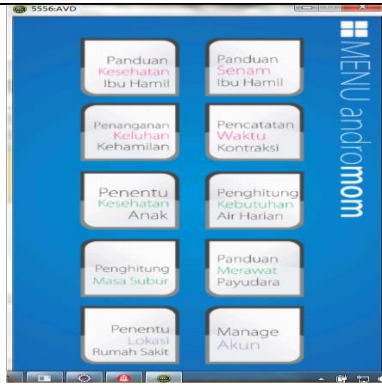 5556:AVD
MENU andromom
Panduan
Kesehatan
Ibu Hamil
Panduan
Senam
Ibu Hamil
Penanganan
Keluhan
Kehamilan
Pencatatan
Waktu
Kontraksi
Penentu
Kesehatan
Anak
Penghitung
Kebutuhan
Air Harian
Penghitung
Masa Subur
Panduan
Merawat
Payudara
Penentu
Lokasi
Rumah Sakit
Manage
Akun